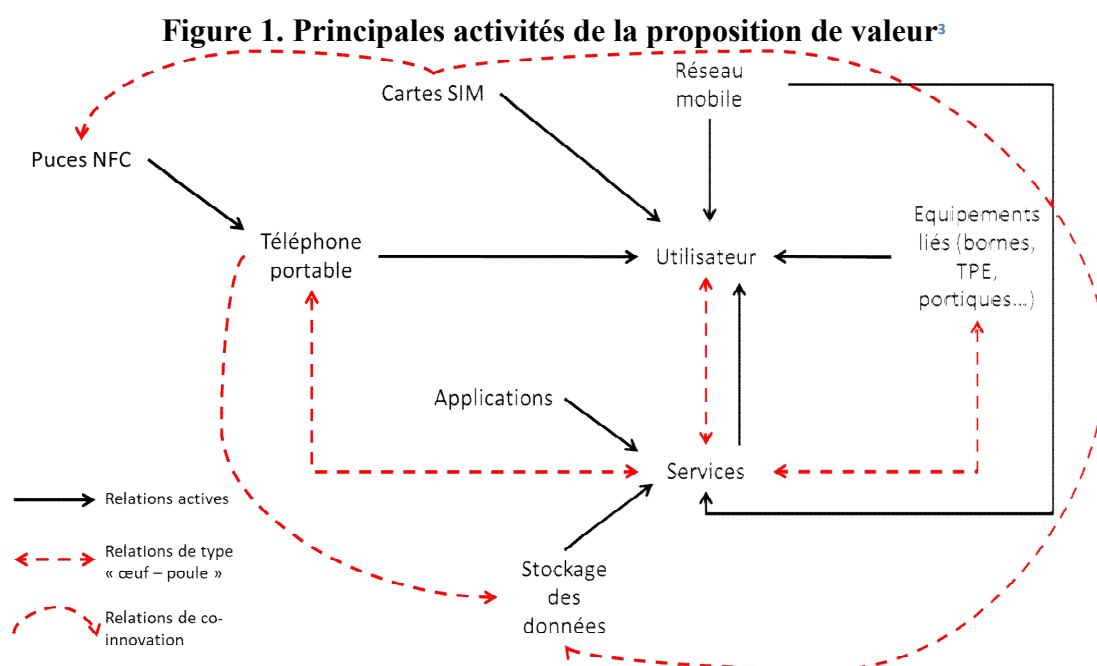 Figure 1. Principales activités de la proposition de valeur³
Réseau
mobile
Cartes SIM
Puces NFC
Téléphone
portable
Utilisateur
Equipements
liés (bornes,
TPE,
portiques...)
Applications
Services
Stockage
des
données
Relations actives
Relations de type
« œuf – poule »
Relations de co-
innovation